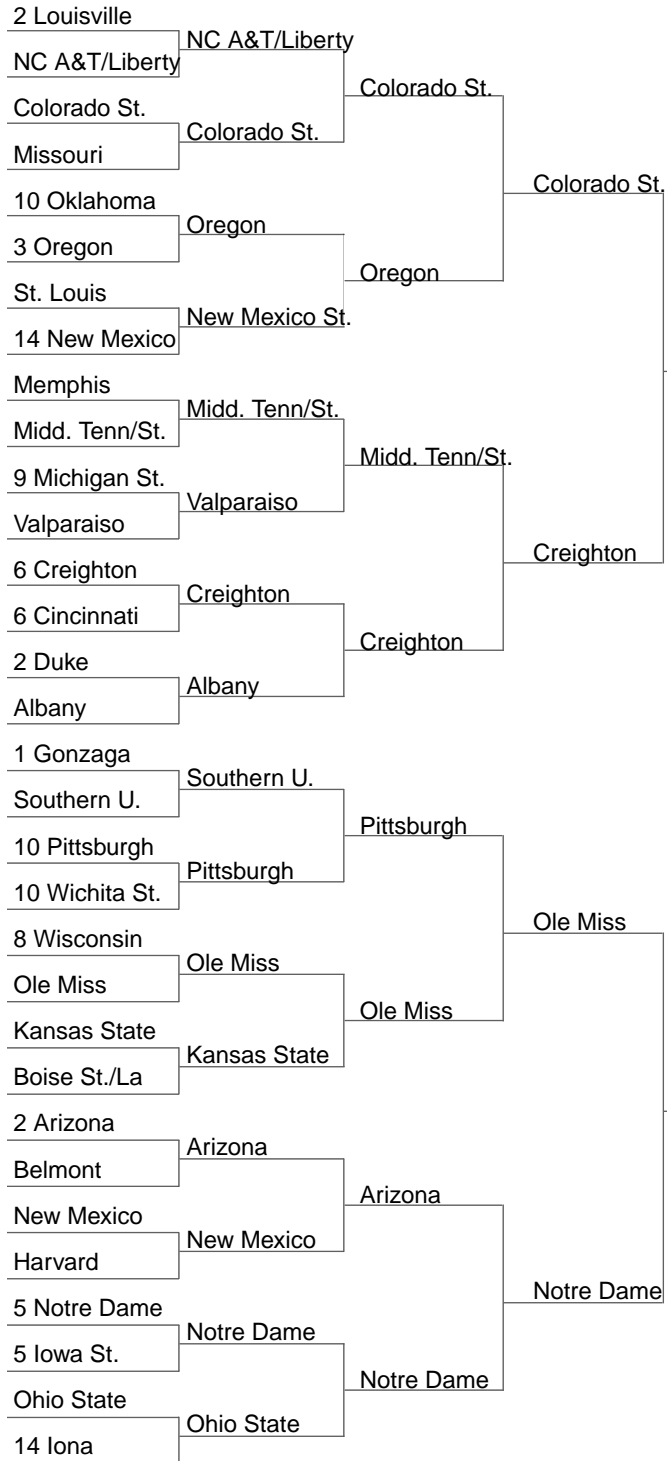 2 Louisville
NC A&T/Liberty
Colorado St.
Missouri
10 Oklahoma
3 Oregon
St. Louis
14 New Mexico
Memphis
Midd. Tenn/St.
9 Michigan St.
Valparaiso
6 Creighton
6 Cincinnati
2 Duke
Albany
1 Gonzaga
Southern U.
10 Pittsburgh
10 Wichita St.
8 Wisconsin
Ole Miss
Kansas State
Boise St./La
2 Arizona
Belmont
New Mexico
Harvard
5 Notre Dame
5 Iowa St.
Ohio State
14 Iona
NC A&T/Liberty
Colorado St.
Oregon
New Mexico St.
Midd. Tenn/St.
Valparaiso
Creighton
Albany
Southern U.
Pittsburgh
Ole Miss
Kansas State
Arizona
New Mexico
Notre Dame
Ohio State
Colorado St.
Oregon
Midd. Tenn/St.
Creighton
Pittsburgh
Ole Miss
Arizona
Notre Dame
Colorado St.
Creighton
Ole Miss
Notre Dame